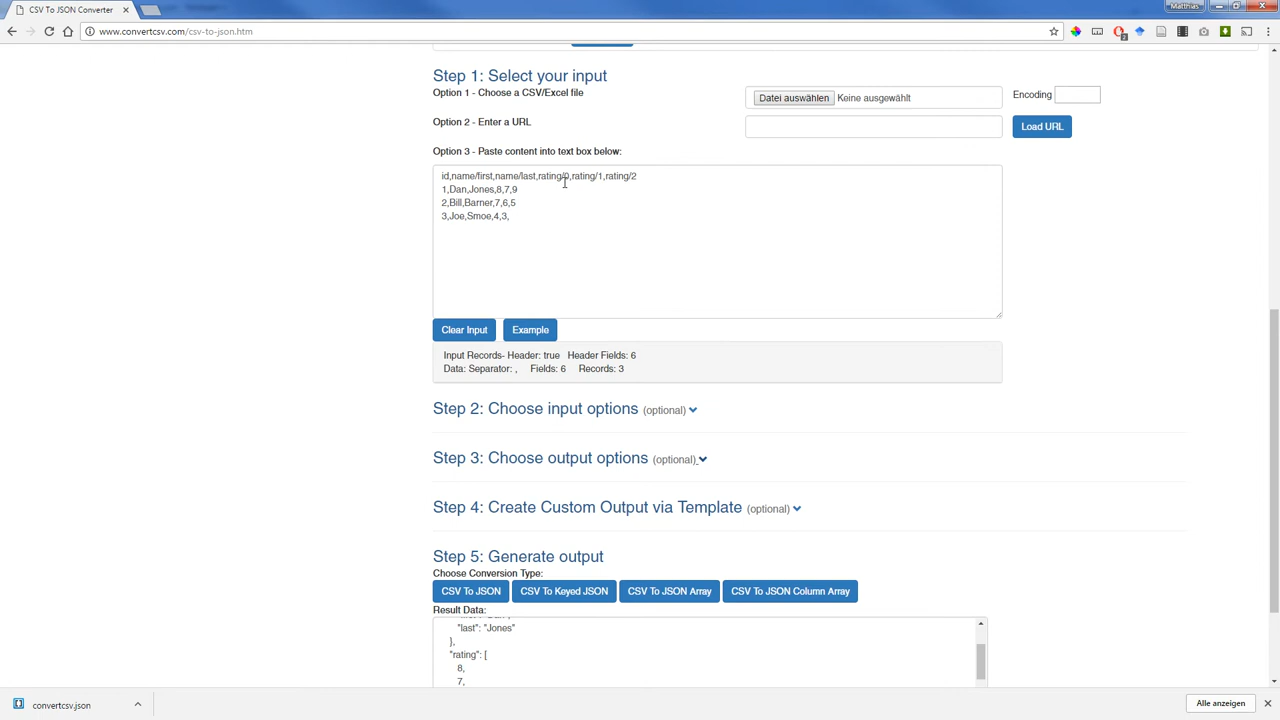 CSV To JSON Converter
Matthias
www.convertcsv.com/csv-to-json.htm
2
Step 1: Select your input
Option 1 - Choose a CSV/Excel file
Datei auswählen Keine ausgewählt
Encoding
Option 2 - Enter a URL
Load URL
Option 3 - Paste content into text box below:
id,name/first,name/last,rating/0,rating/1,rating/2
1,Dan,Jones,8,7,9
2,Bill,Barner,7,6,5
3,Joe,Smoe,4,3,
Clear Input Example
Input Records- Header: true Header Fields: 6
Data: Separator: , Fields: 6 Records: 3
Step 2: Choose input options (optional)
Step 3: Choose output options (optional)
Step 4: Create Custom Output via Template (optional)
Step 5: Generate output
Choose Conversion Type:
CSV To JSON CSV To Keyed JSON CSV To JSON Array CSV To JSON Column Array
Result Data:
"last": "Jones"
},
"rating": [
8,
7,
convertcsv.json
Alle anzeigen